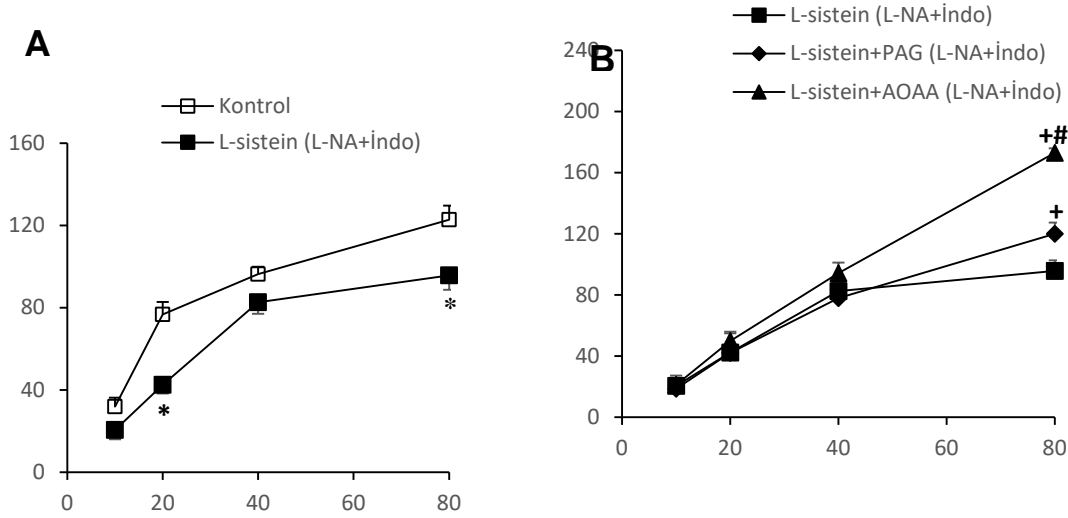 A
Kontrol
L-sistein (L-NA+İndo)
160
120
80
40
0
0 20 40 60 80
*
*
B
L-sistein (L-NA+İndo)
L-sistein+PAG (L-NA+İndo)
L-sistein+AOAA (L-NA+İndo)
240
200
160
120
80
40
0
0 20 40 60 80
+#
+